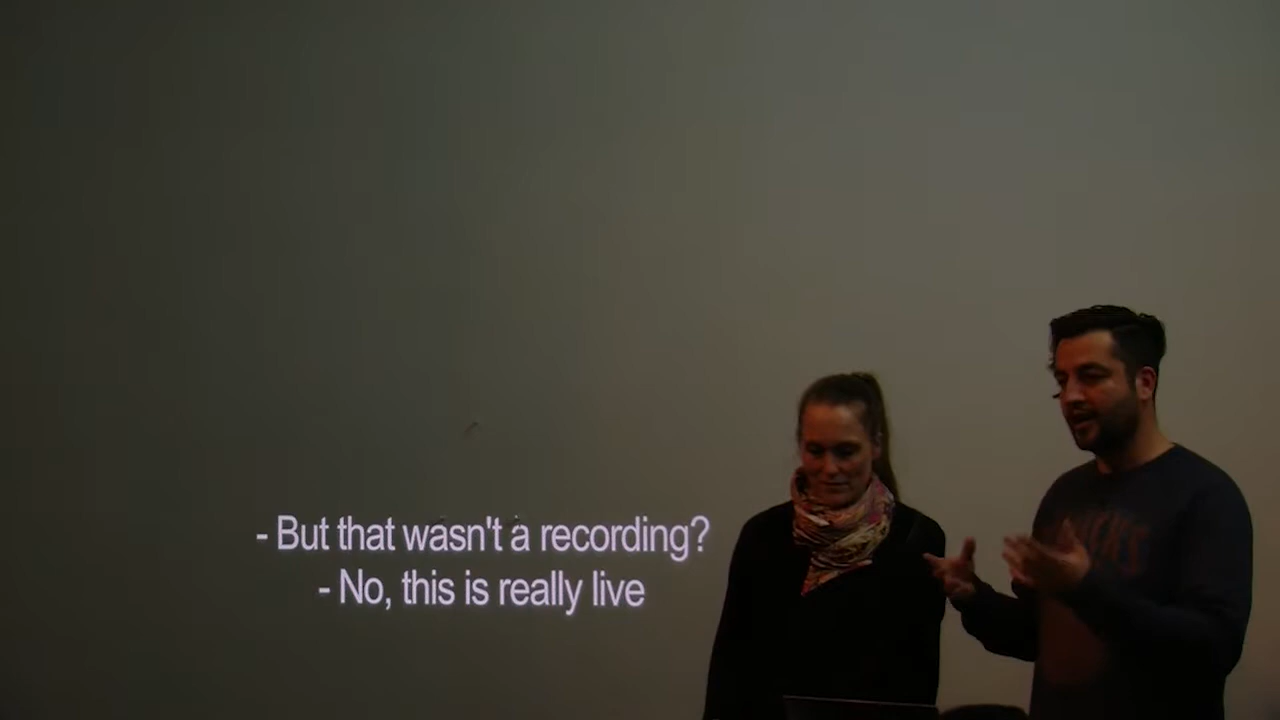 - But that wasn't a recording?
- No, this is really live